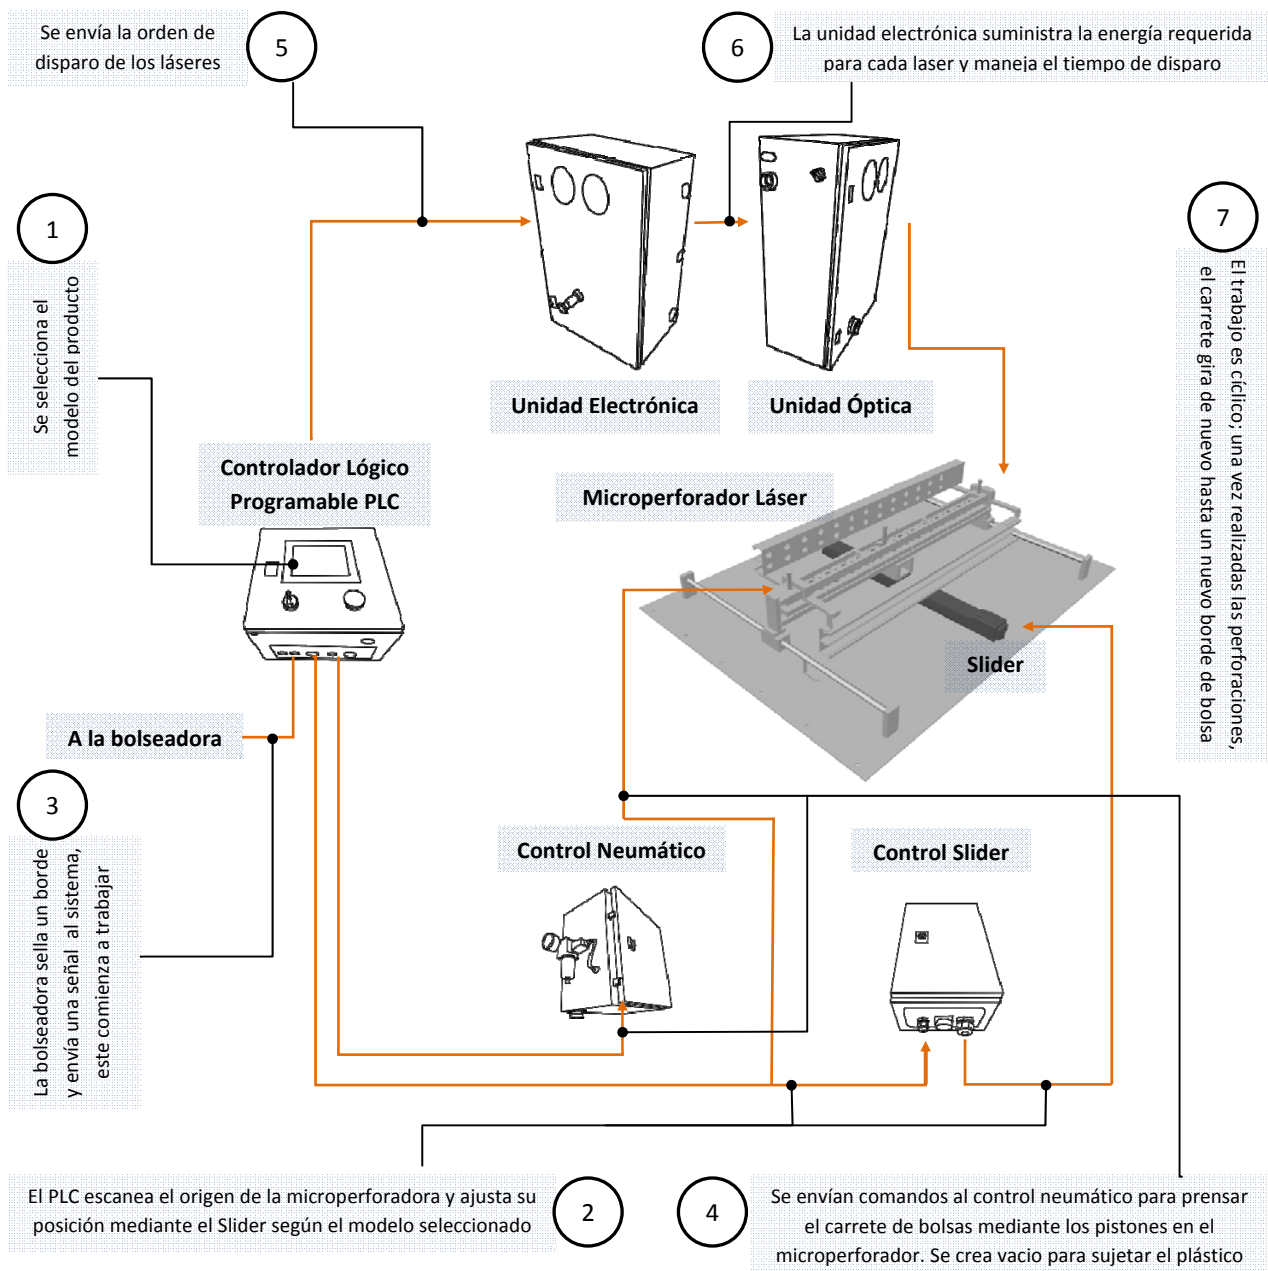 Se envía la orden de
disparo de los láseres
5
6
La unidad electrónica suministra la energía requerida
para cada laser y maneja el tiempo de disparo
1
Se selecciona el
modelo del producto
7
El trabajo es cíclico; una vez realizadas las perforaciones,
el carrete gira de nuevo hasta un nuevo borde de bolsa
Unidad Electrónica
Unidad Óptica
Controlador Lógico
Programable PLC
Microperforador Láser
Slider
A la bolseadora
3
La bolseadora sella un borde
y envía una señal al sistema,
este comienza a trabajar
Control Neumático
Control Slider
El PLC escanea el origen de la microperforadora y ajusta su
posición mediante el Slider según el modelo seleccionado
2
4
Se envían comandos al control neumático para prensar
el carrete de bolsas mediante los pistones en el
microperforador. Se crea vacio para sujetar el plástico